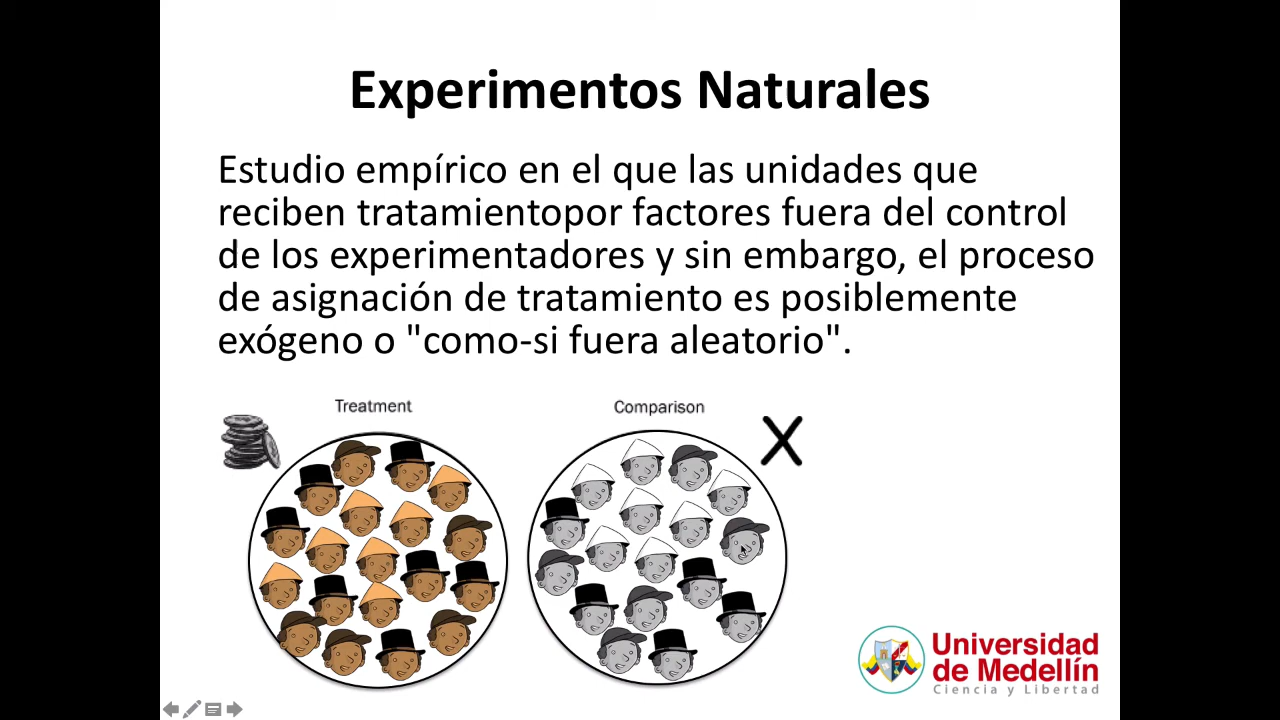 Experimentos Naturales
Estudio empírico en el que las unidades que
reciben tratamientopor factores fuera del control
de los experimentadores y sin embargo, el proceso
de asignación de tratamiento es posiblemente
exógeno o "como-si fuera aleatorio".
Treatment
Comparison
X
Universidad
de Medellín
Ciencia y Libertad